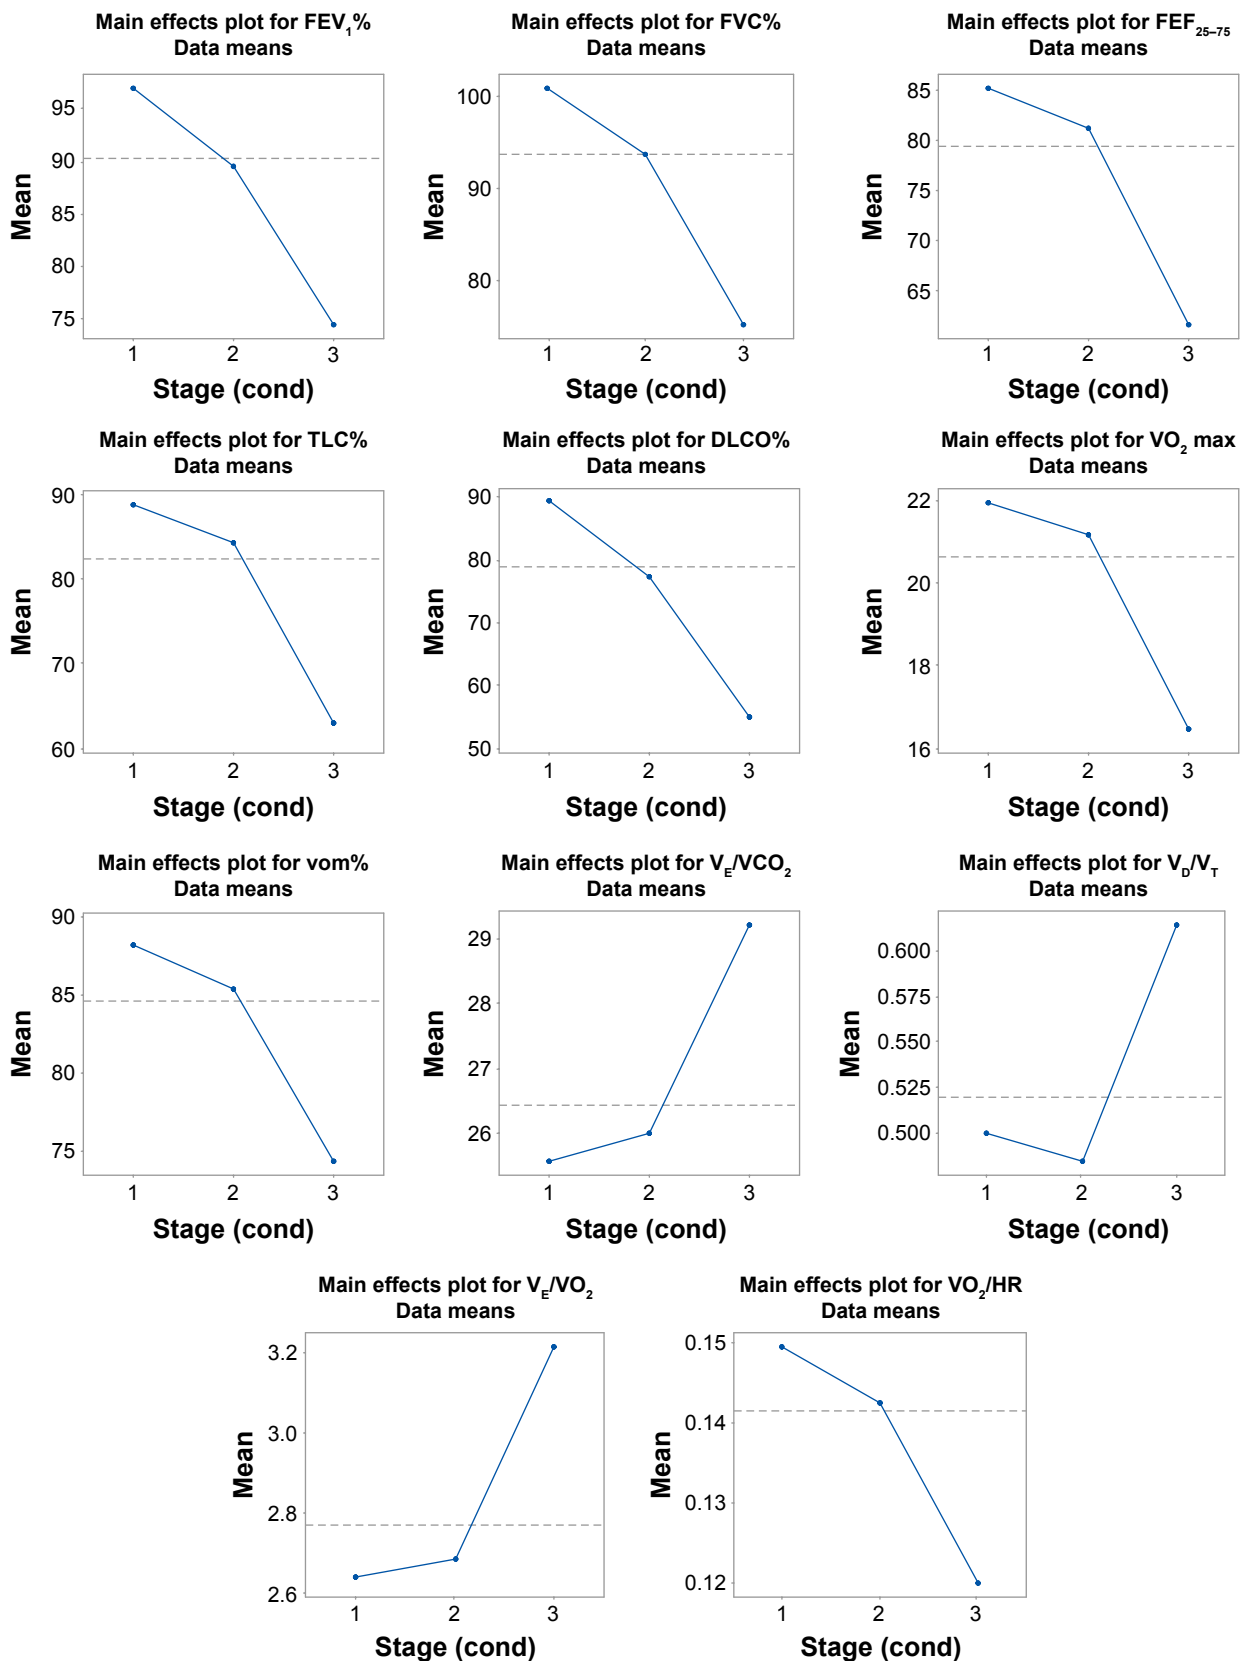 Main effects plot for FEV₁%
Data means
95
90
85
80
75
Mean
1 2 3
Stage (cond)
Main effects plot for FVC%
Data means
100
90
80
Mean
1 2 3
Stage (cond)
Main effects plot for FEF₂₅₋₇₅
Data means
85
80
75
70
65
Mean
1 2 3
Stage (cond)
Main effects plot for TLC%
Data means
90
80
70
60
Mean
1 2 3
Stage (cond)
Main effects plot for DLCO%
Data means
90
80
70
60
50
Mean
1 2 3
Stage (cond)
Main effects plot for VO₂ max
Data means
22
20
18
16
Mean
1 2 3
Stage (cond)
Main effects plot for vom%
Data means
90
85
80
75
Mean
1 2 3
Stage (cond)
Main effects plot for V_E/VCO₂
Data means
29
28
27
26
Mean
1 2 3
Stage (cond)
Main effects plot for V_D/V_T
Data means
0.600
0.575
0.550
0.525
0.500
Mean
1 2 3
Stage (cond)
Main effects plot for V_E/VO₂
Data means
3.2
3.0
2.8
2.6
Mean
1 2 3
Stage (cond)
Main effects plot for VO₂/HR
Data means
0.15
0.14
0.13
0.12
Mean
1 2 3
Stage (cond)